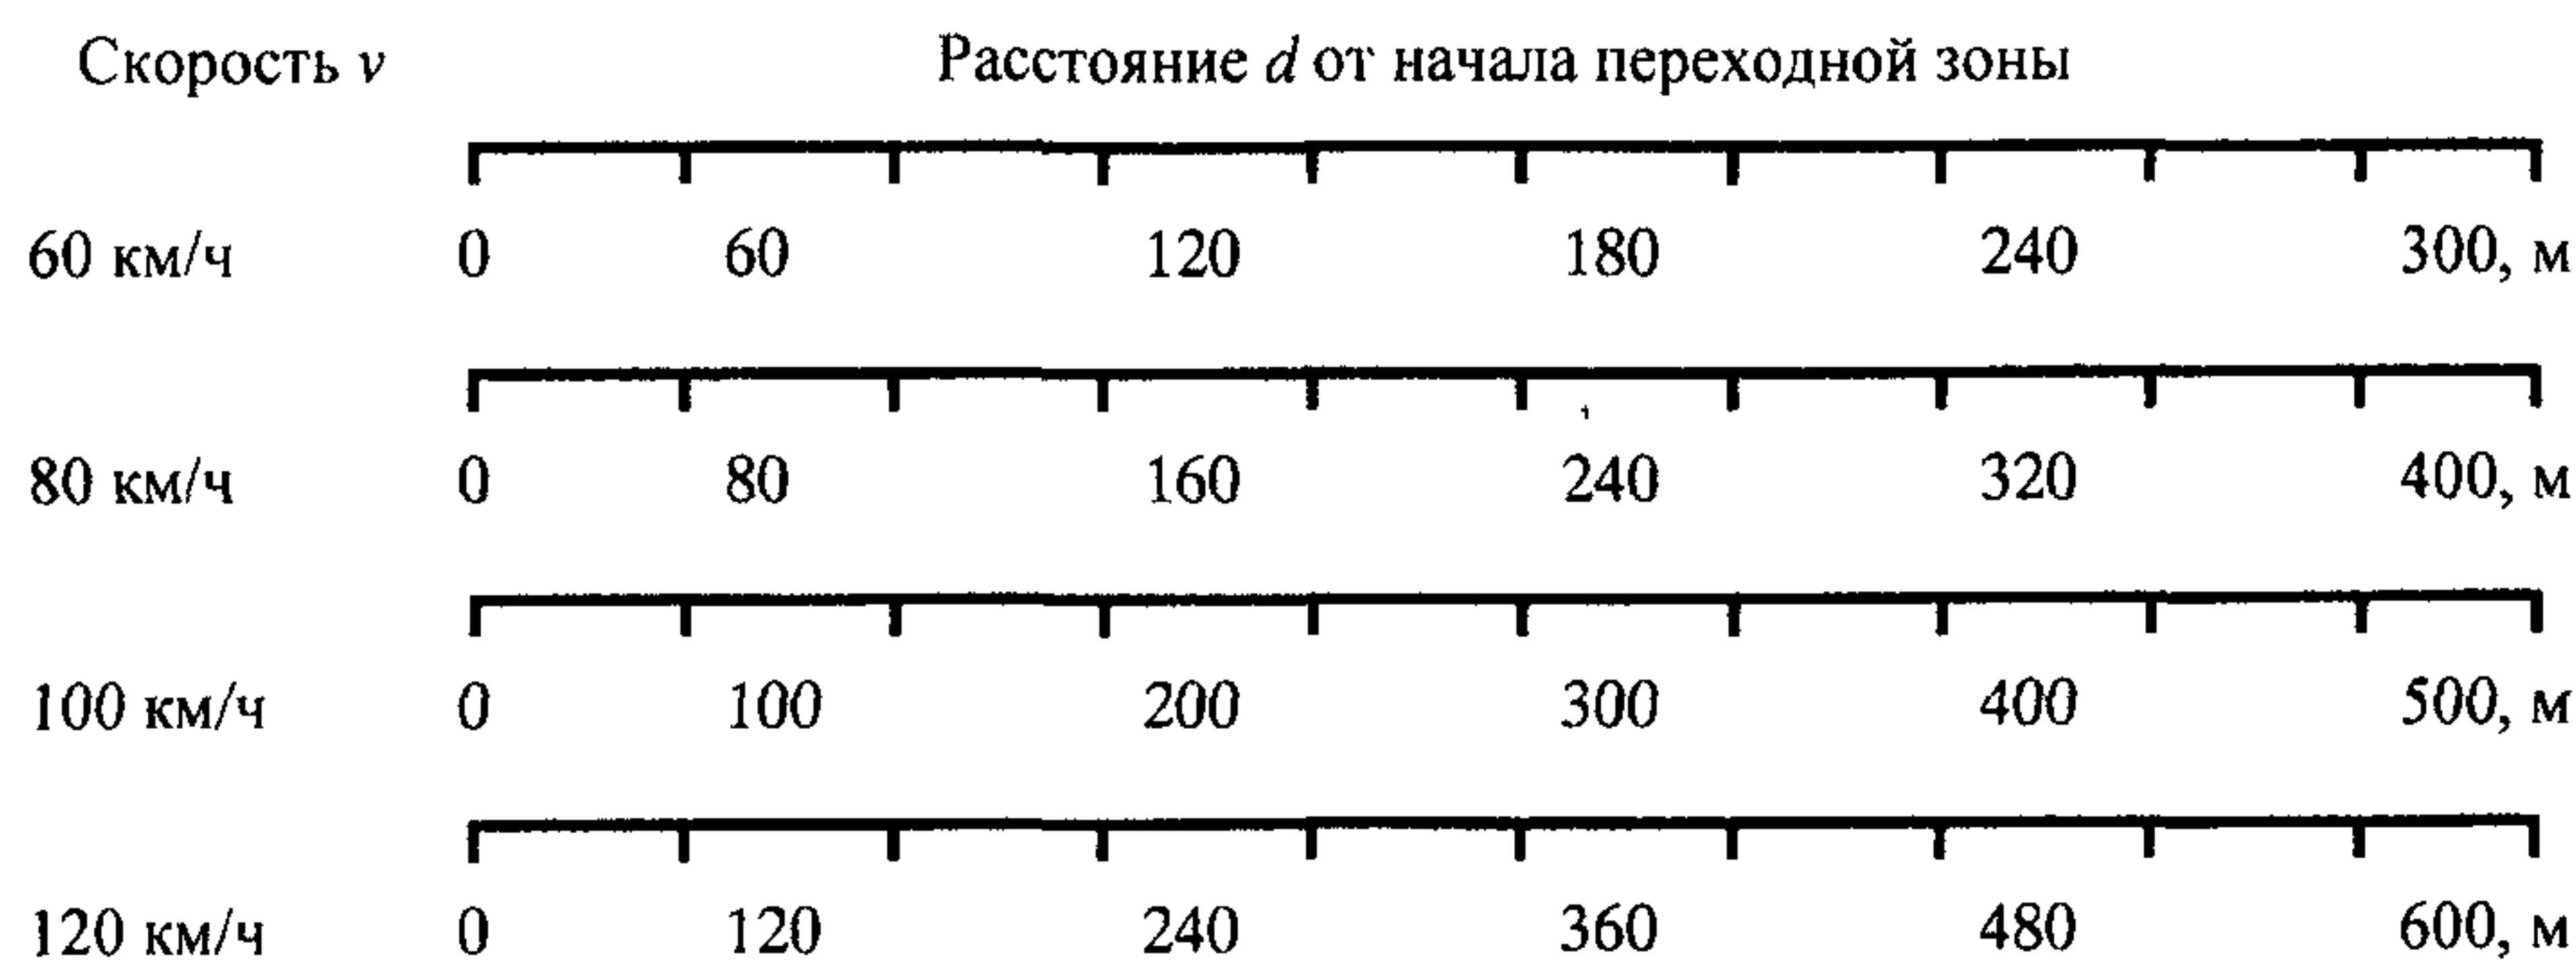 Скорость v Расстояние d от начала переходной зоны
60 км/ч 0 60 120 180 240 300, м
80 км/ч 0 80 160 240 320 400, м
100 км/ч 0 100 200 300 400 500, м
120 км/ч 0 120 240 360 480 600, м